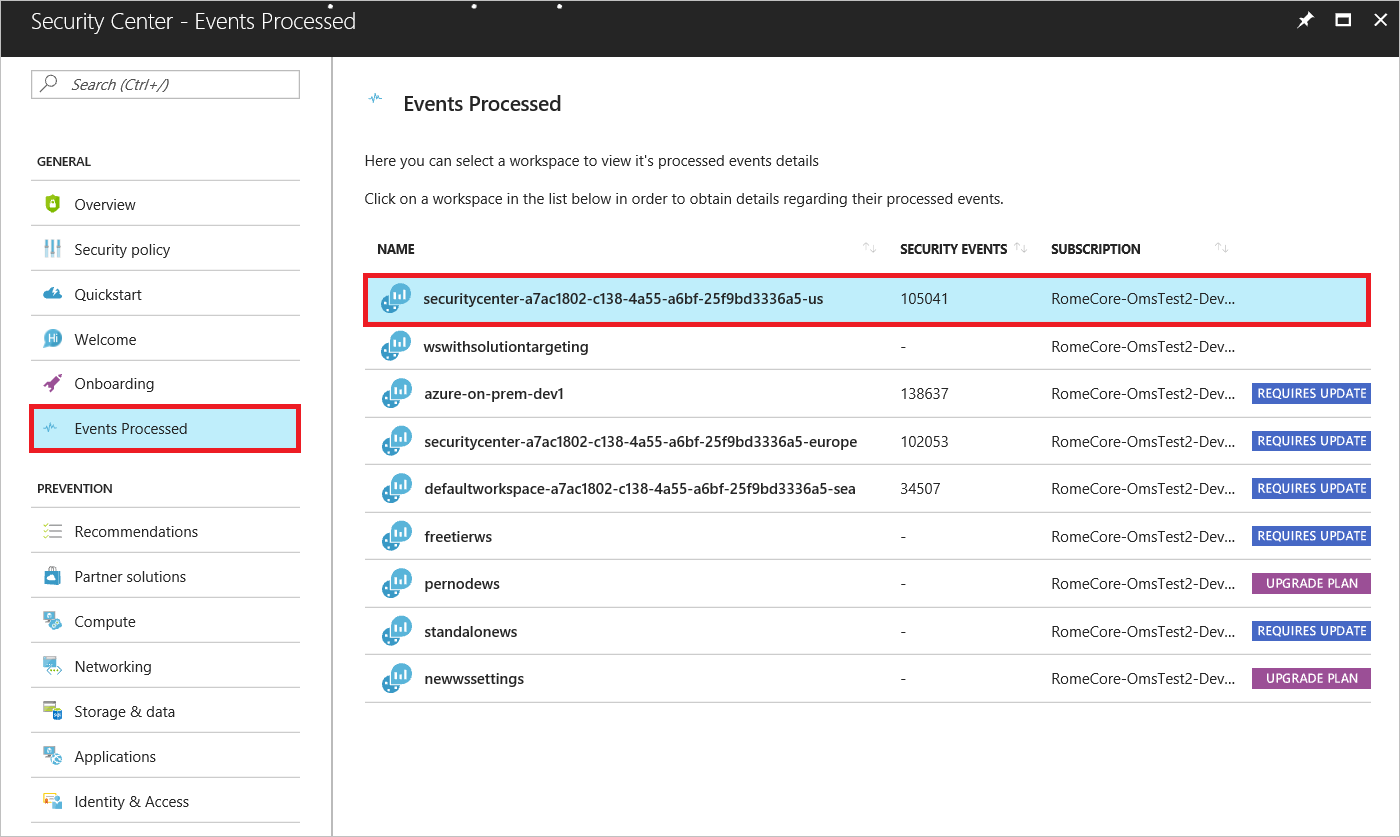 Security Center - Events Processed
Search (Ctrl+/)
GENERAL
Overview
Security policy
Quickstart
Hi
Welcome
Onboarding
Events Processed
PREVENTION
Recommendations
Partner solutions
Compute
Networking
Storage & data
Applications
Identity & Access
Events Processed
Here you can select a workspace to view it's processed events details
Click on a workspace in the list below in order to obtain details regarding their processed events.
NAME SECURITY EVENTS SUBSCRIPTION
securitycenter-a7ac1802-c138-4a55-a6bf-25f9bd3336a5-us 105041 RomeCore-OmsTest2-Dev...
wswithsolutiontargeting - RomeCore-OmsTest2-Dev...
azure-on-prem-dev1 138637 RomeCore-OmsTest2-Dev... REQUIRES UPDATE
securitycenter-a7ac1802-c138-4a55-a6bf-25f9bd3336a5-europe 102053 RomeCore-OmsTest2-Dev... REQUIRES UPDATE
defaultworkspace-a7ac1802-c138-4a55-a6bf-25f9bd3336a5-sea 34507 RomeCore-OmsTest2-Dev... REQUIRES UPDATE
freetierws - RomeCore-OmsTest2-Dev... REQUIRES UPDATE
pernodews - RomeCore-OmsTest2-Dev... UPGRADE PLAN
standalonews - RomeCore-OmsTest2-Dev... REQUIRES UPDATE
newwssettings - RomeCore-OmsTest2-Dev... UPGRADE PLAN